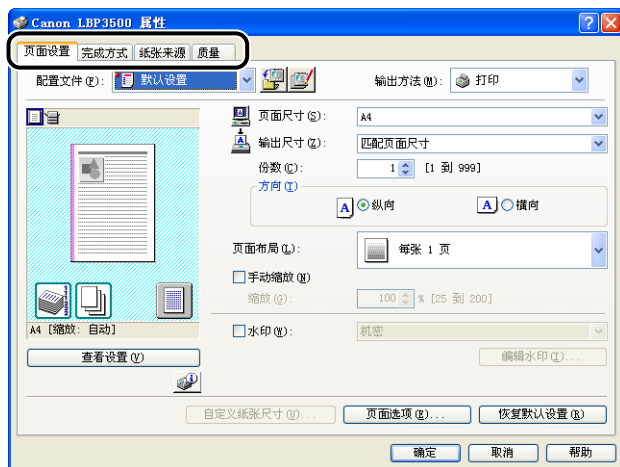 Canon LBP3500 属性
页面设置 完成方式 纸张来源 质量
配置文件(F): 默认设置 输出方法(M): 打印
页面尺寸(S): A4
输出尺寸(Z): 匹配页面尺寸
份数(C): 1 [1 到 999]
方向(T)
A 纵向 A 横向
页面布局(L): 每张 1 页
手动缩放(N)
缩放(G): 100 % [25 到 200]
A4 [缩放: 自动]
水印(W): 机密
查看设置(V) 编辑水印(I)...
自定义纸张尺寸(U)... 页面选项(E)... 恢复默认设置(R)
确定 取消 帮助